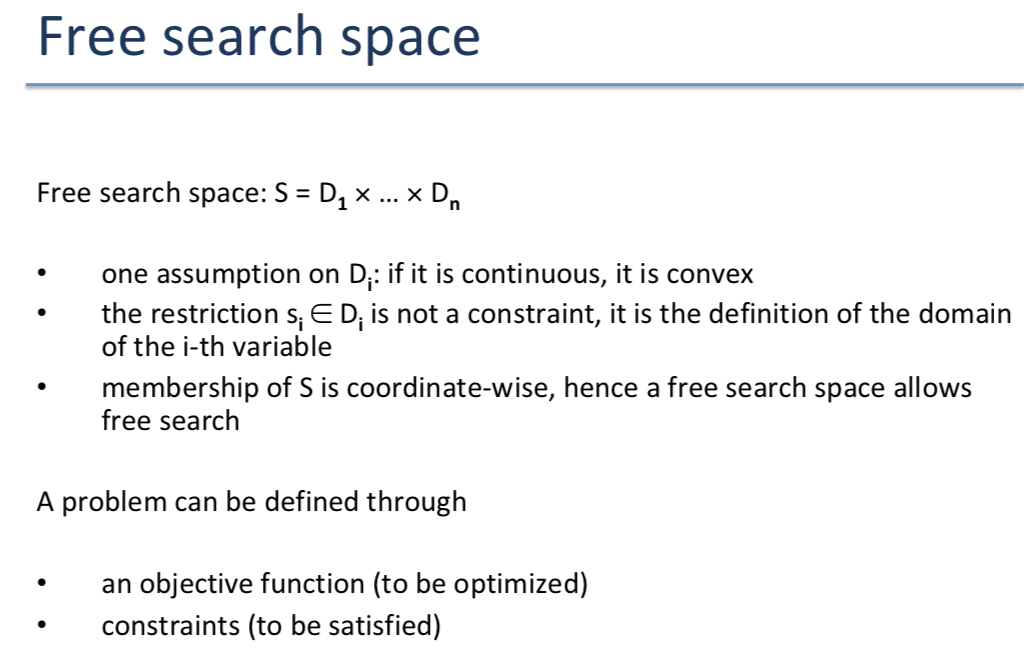 Free search space
Free search space: S = D₁ × ... × Dₙ
• one assumption on Dᵢ: if it is continuous, it is convex
• the restriction sᵢ ∈ Dᵢ is not a constraint, it is the definition of the domain
of the i-th variable
• membership of S is coordinate-wise, hence a free search space allows
free search
A problem can be defined through
• an objective function (to be optimized)
• constraints (to be satisfied)